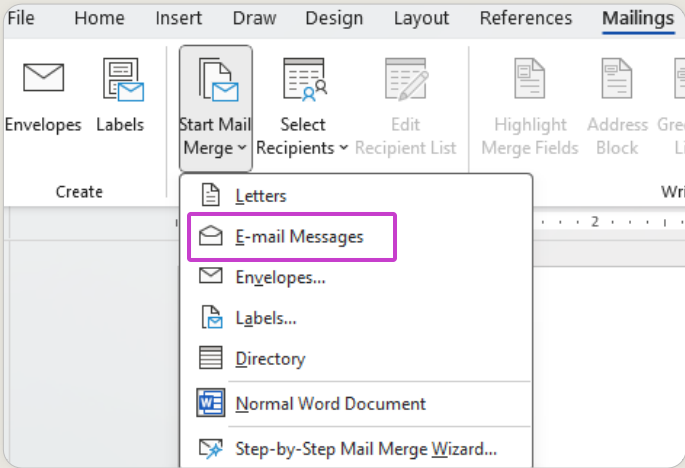 File Home Insert Draw Design Layout References Mailings
Envelopes Labels Start Mail Merge Select Recipients Edit Recipient List Highlight Merge Fields Address Block
Create
Letters
2
E-mail Messages
Envelopes...
Labels...
Directory
Normal Word Document
Step-by-Step Mail Merge Wizard...